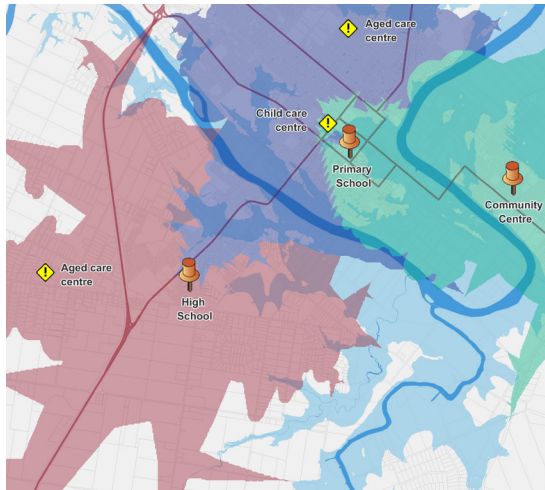 Aged care
centre
Child care
centre
Primary
School
Community
Centre
Aged care
centre
High
School